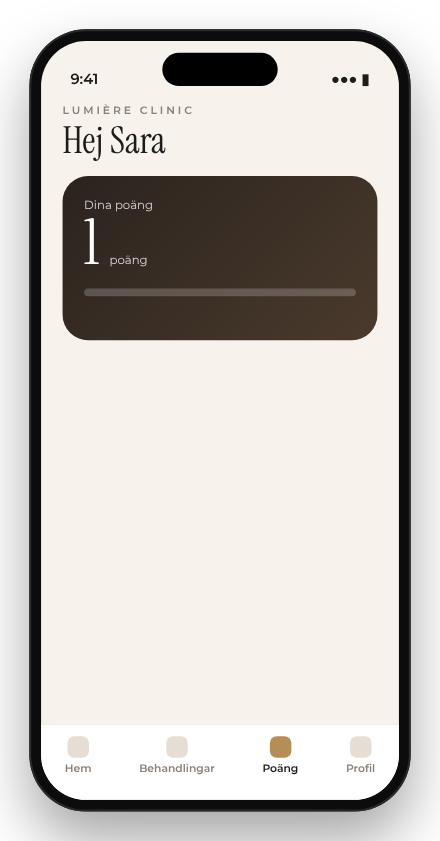 9:41
LUMIÈRE CLINIC
Hej Sara
Dina poäng
1 poäng
Hem Behandlingar Poäng Profil